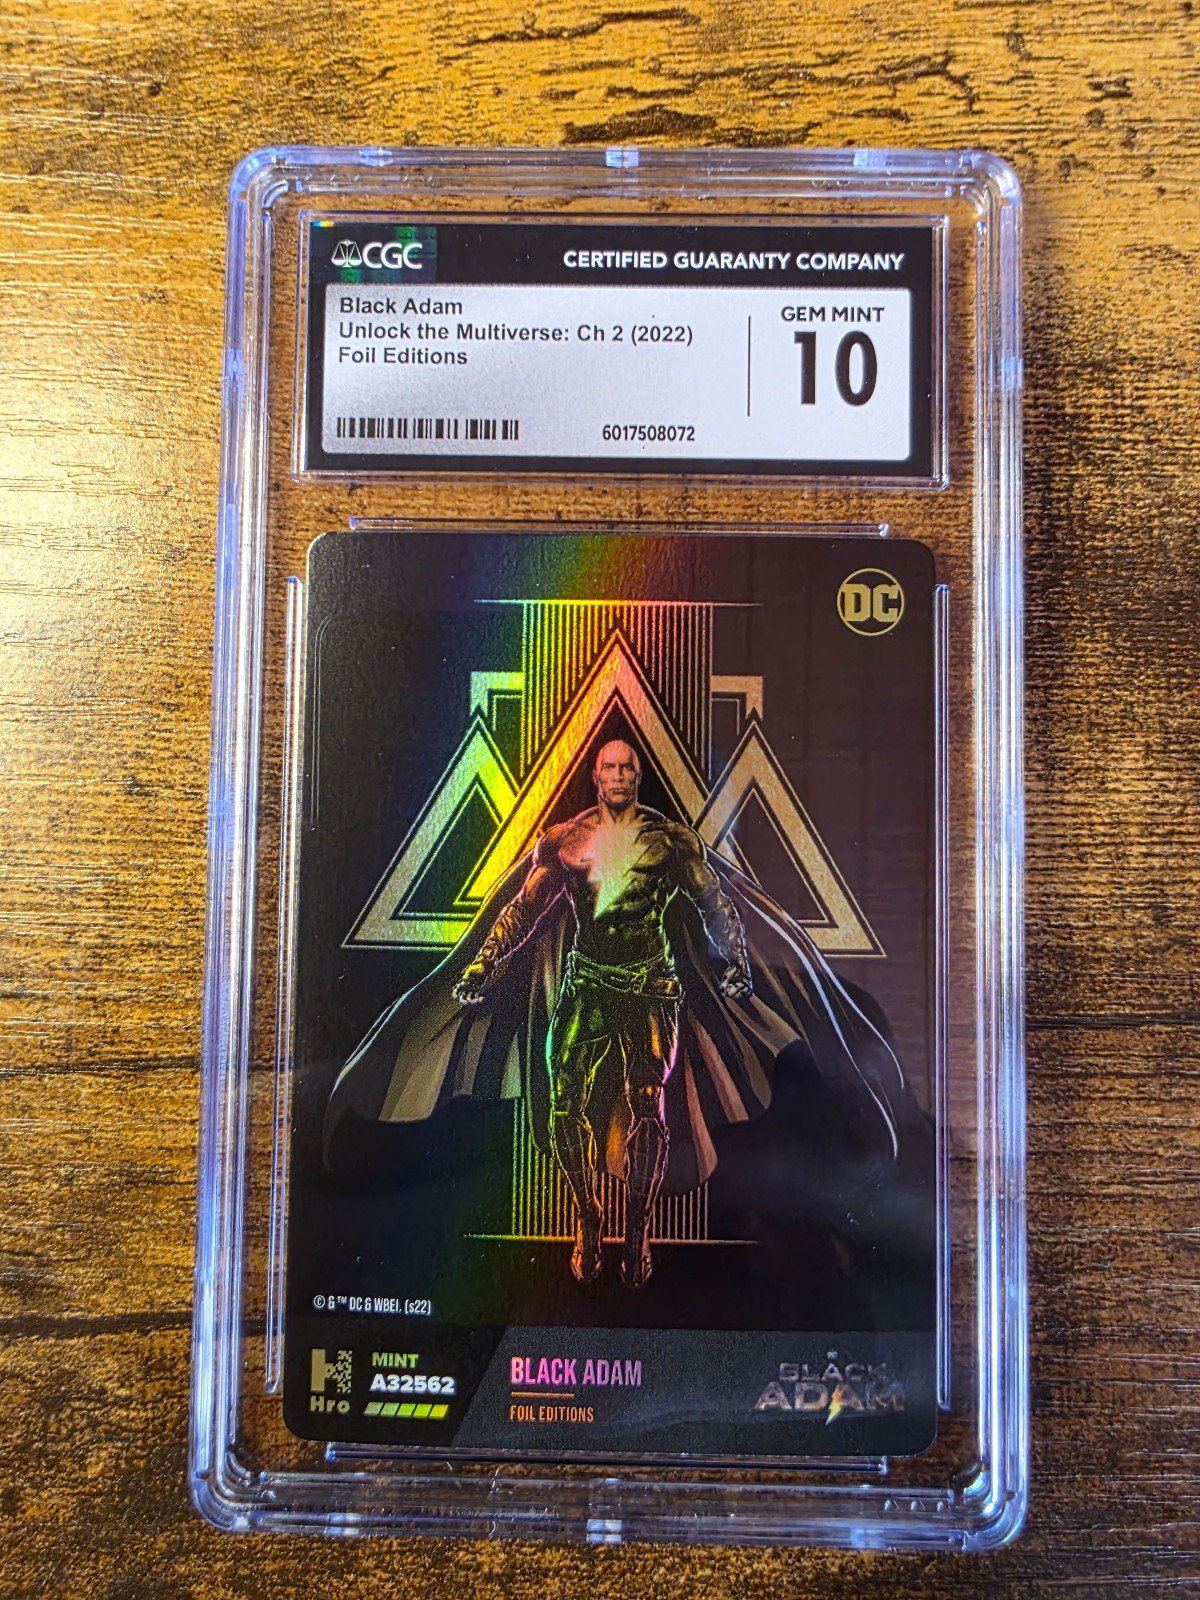 CGC
CERTIFIED GUARANTY COMPANY
Black Adam
Unlock the Multiverse: Ch 2 (2022)
Foil Editions
GEM MINT
10
6017508072
DC
© & ™ DC & WBEI. (s22)
Hro
MINT
A32562
BLACK ADAM
FOIL EDITIONS
BLACK
ADAM